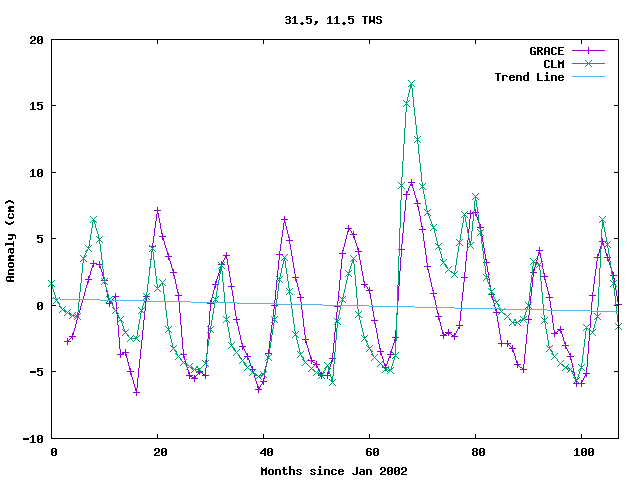 31.5, 11.5 TWS
GRACE
CLM
Trend Line
Anomaly (cm)
20
15
10
5
0
-5
-10
0 20 40 60 80 100
Months since Jan 2002